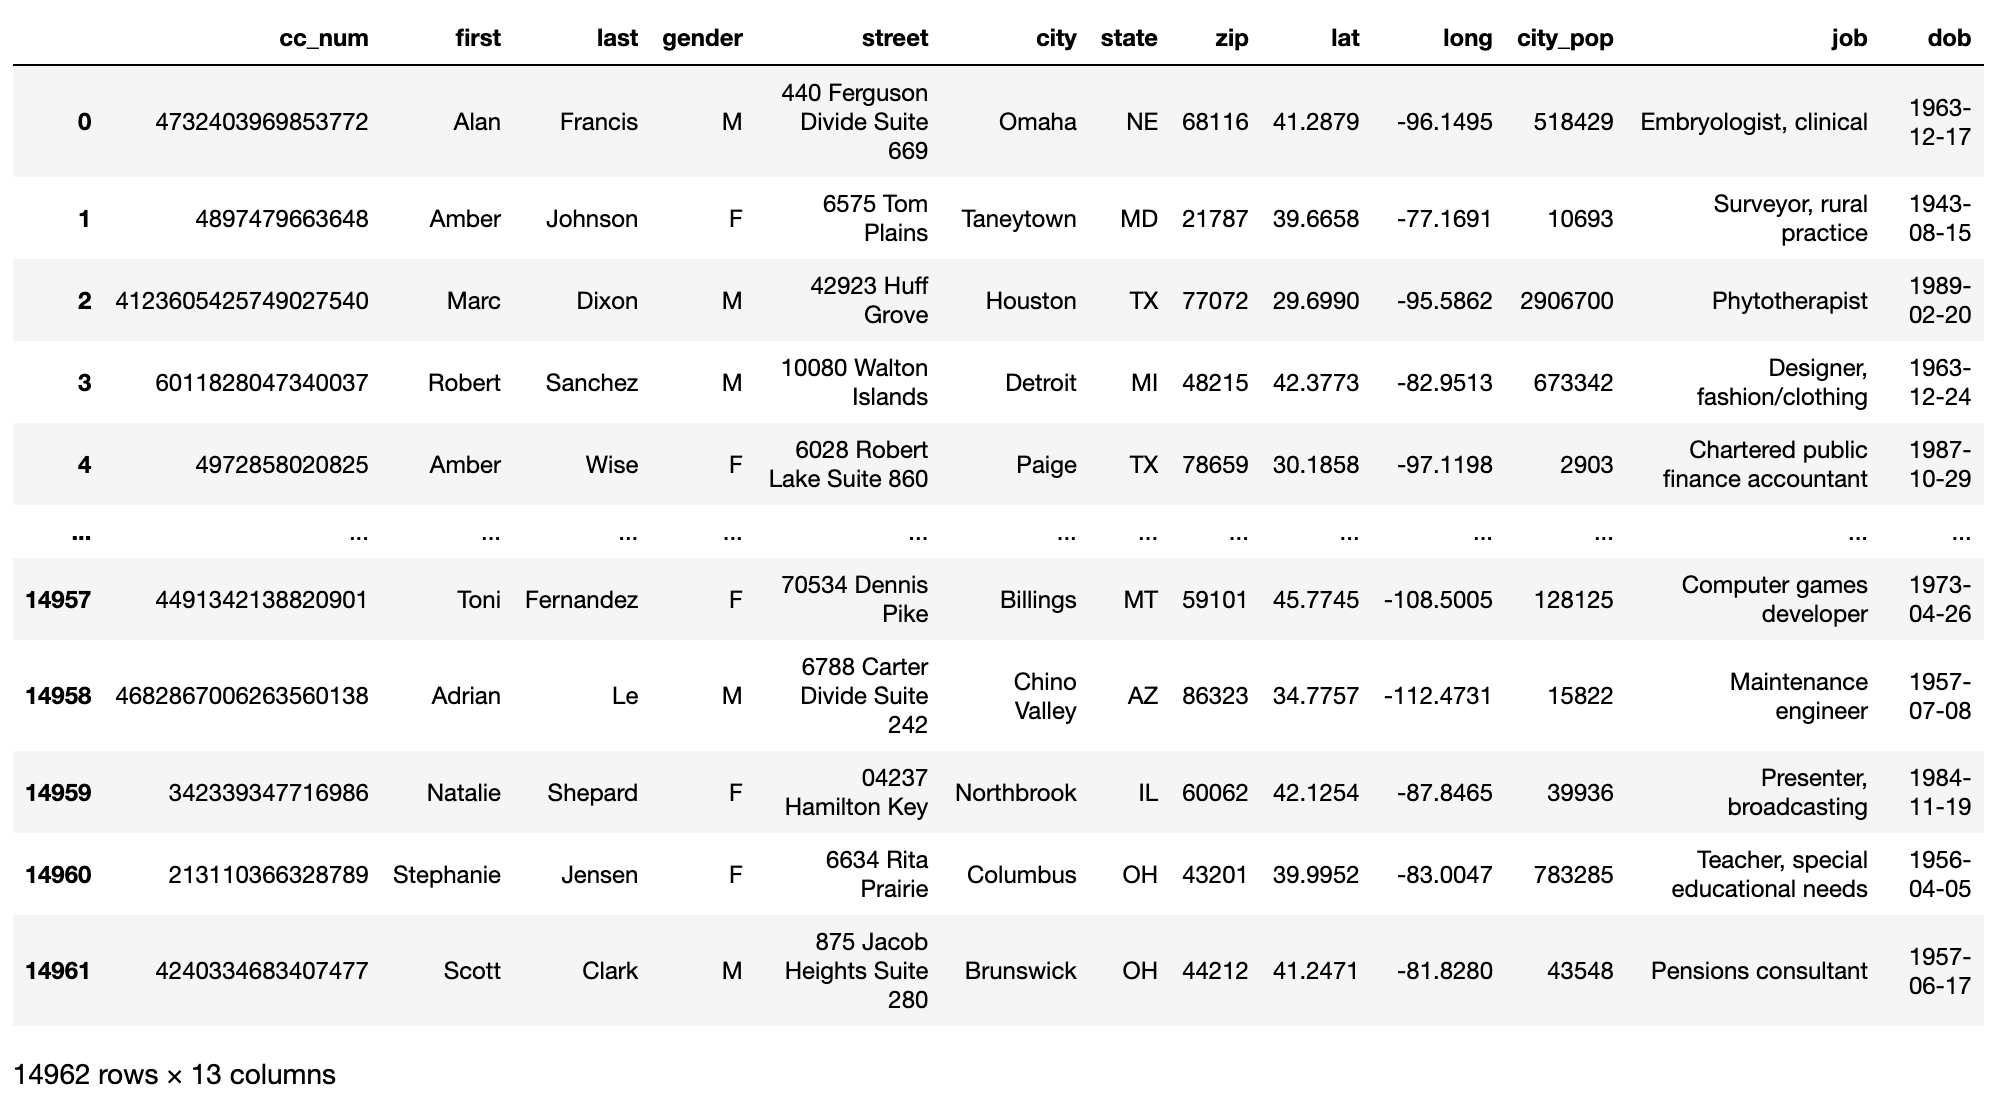 cc_num first last gender street city state zip lat long city_pop job dob
0 4732403969853772 Alan Francis M 440 Ferguson Divide Suite 669 Omaha NE 68116 41.2879 -96.1495 518429 Embryologist, clinical 1963-12-17
1 4897479663648 Amber Johnson F 6575 Tom Plains Taneytown MD 21787 39.6658 -77.1691 10693 Surveyor, rural practice 1943-08-15
2 4123605425749027540 Marc Dixon M 42923 Huff Grove Houston TX 77072 29.6990 -95.5862 2906700 Phytotherapist 1989-02-20
3 6011828047340037 Robert Sanchez M 10080 Walton Islands Detroit MI 48215 42.3773 -82.9513 673342 Designer, fashion/clothing 1963-12-24
4 4972858020825 Amber Wise F 6028 Robert Lake Suite 860 Paige TX 78659 30.1858 -97.1198 2903 Chartered public finance accountant 1987-10-29
... ... ... ... ... ... ... ... ... ... ... ... ... ...
14957 4491342138820901 Toni Fernandez F 70534 Dennis Pike Billings MT 59101 45.7745 -108.5005 128125 Computer games developer 1973-04-26
14958 4682867006263560138 Adrian Le M 6788 Carter Divide Suite 242 Chino Valley AZ 86323 34.7757 -112.4731 15822 Maintenance engineer 1957-07-08
14959 342339347716986 Natalie Shepard F 04237 Hamilton Key Northbrook IL 60062 42.1254 -87.8465 39936 Presenter, broadcasting 1984-11-19
14960 213110366328789 Stephanie Jensen F 6634 Rita Prairie Columbus OH 43201 39.9952 -83.0047 783285 Teacher, special educational needs 1956-04-05
14961 4240334683407477 Scott Clark M 875 Jacob Heights Suite 280 Brunswick OH 44212 41.2471 -81.8280 43548 Pensions consultant 1957-06-17
14962 rows × 13 columns